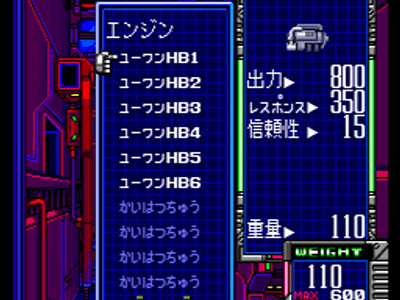 エンジン
ユーワンHB1
ユーワンHB2
ユーワンHB3
ユーワンHB4
ユーワンHB5
ユーワンHB6
かいはつちゅう
かいはつちゅう
かいはつちゅう
かいはつちゅう
出力▶ 800
レスポンス▶ 350
信頼性▶ 15
重量▶ 110
WEIGHT
110
MAX 600